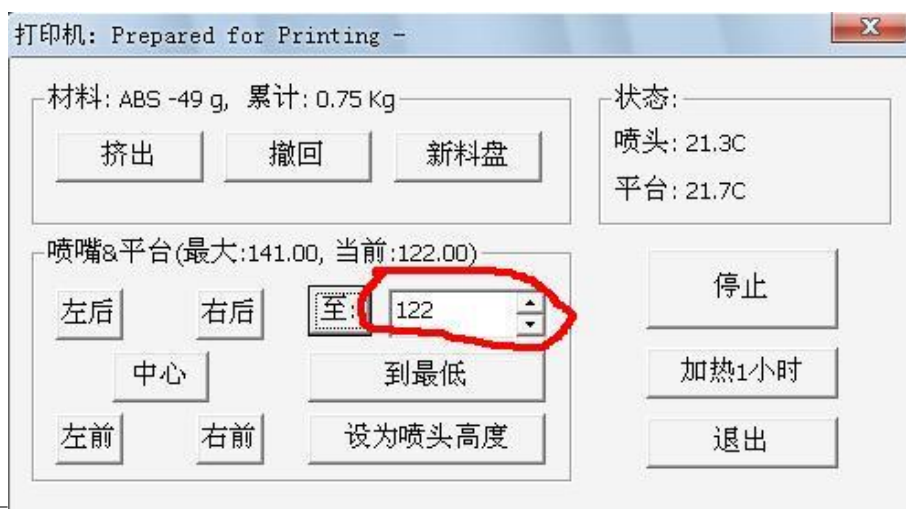 打印机: Prepared for Printing -
材料: ABS -49 g, 累计: 0.75 Kg
挤出 撤回 新料盘
状态:
喷头: 21.3C
平台: 21.7C
喷嘴&平台(最大:141.00, 当前:122.00)
左后 右后 至: 122
中心 到最低
左前 右前 设为喷头高度
停止
加热1小时
退出